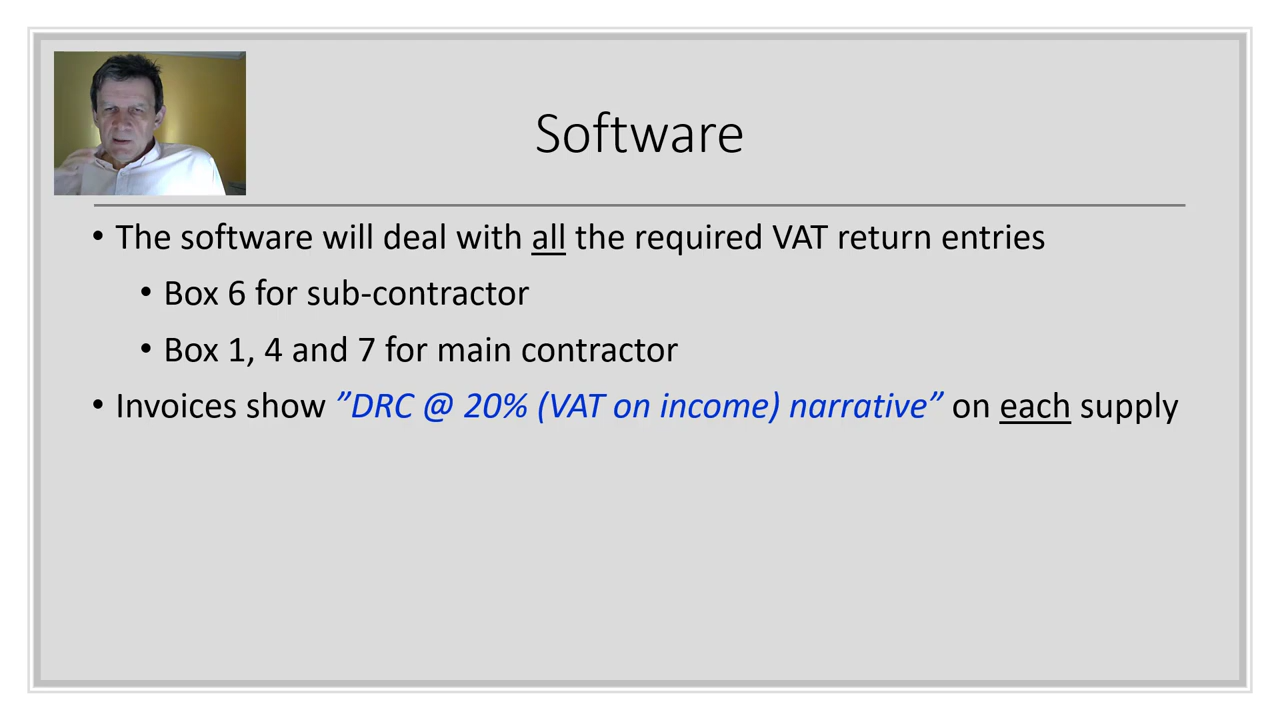 Software
• The software will deal with all the required VAT return entries
• Box 6 for sub-contractor
• Box 1, 4 and 7 for main contractor
• Invoices show ”DRC @ 20% (VAT on income) narrative” on each supply